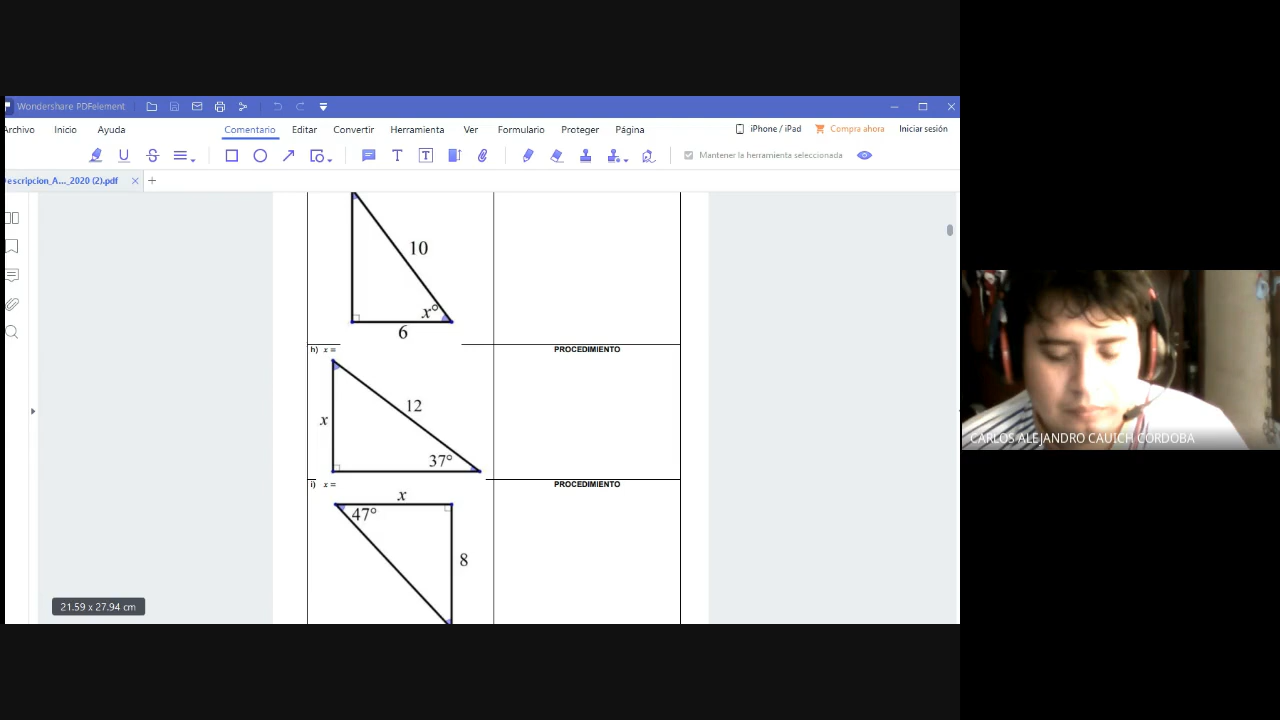 Wondershare PDFelement
Archivo Inicio Ayuda Comentario Editar Convertir Herramienta Ver Formulario Proteger Página iPhone / iPad Compra ahora Iniciar sesión
Mantener la herramienta seleccionada
escripcion_A..._2020 (2).pdf
10
x°
6
h) x = PROCEDIMIENTO
12
x
37°
i) x = PROCEDIMIENTO
x
47°
8
21.59 x 27.94 cm
CARLOS ALEJANDRO CAUICH CORDOBA